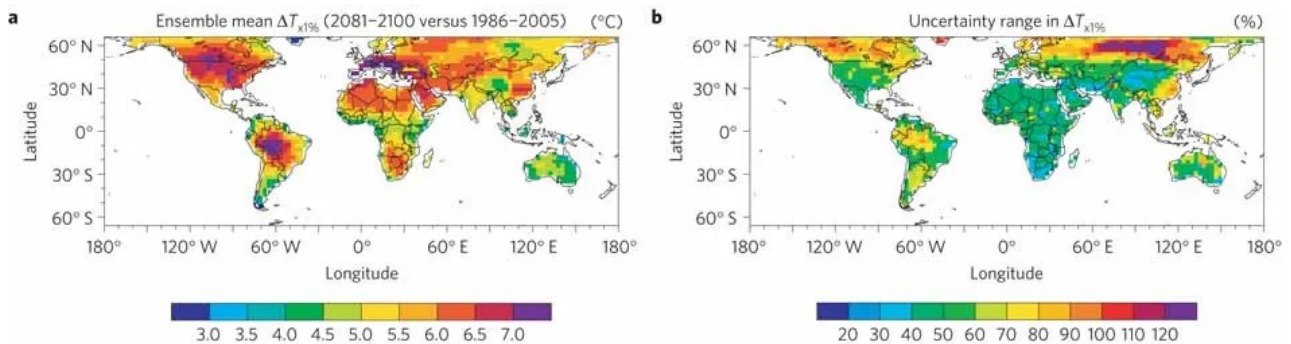 a Ensemble mean ΔTx1% (2081–2100 versus 1986–2005) (°C)
60° N
30° N
0°
30° S
60° S
Latitude
180° 120° W 60° W 0° 60° E 120° E 180°
Longitude
3.0 3.5 4.0 4.5 5.0 5.5 6.0 6.5 7.0
b Uncertainty range in ΔTx1% (%)
60° N
30° N
0°
30° S
60° S
Latitude
180° 120° W 60° W 0° 60° E 120° E 180°
Longitude
20 30 40 50 60 70 80 90 100 110 120